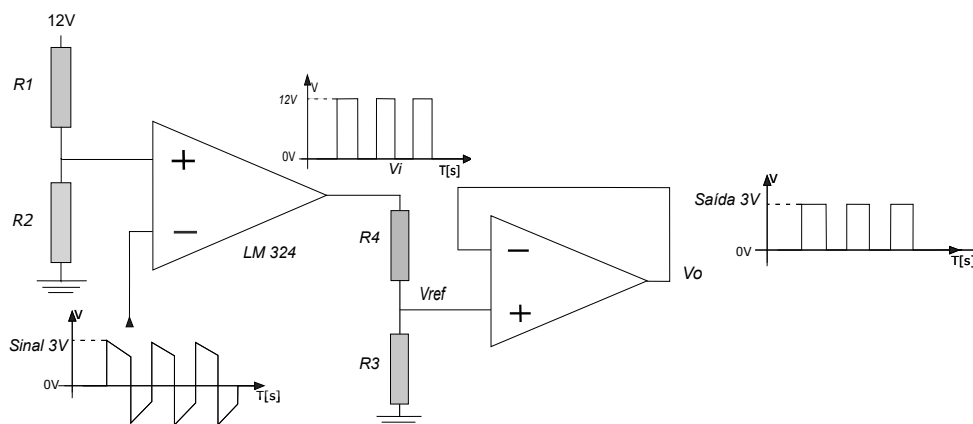 12V
R1
R2
+
−
LM 324
Sinal 3V
V
0V
T[s]
V
12V
0V
Vi
T[s]
R4
Vref
R3
−
+
Vo
V
Saída 3V
0V
T[s]